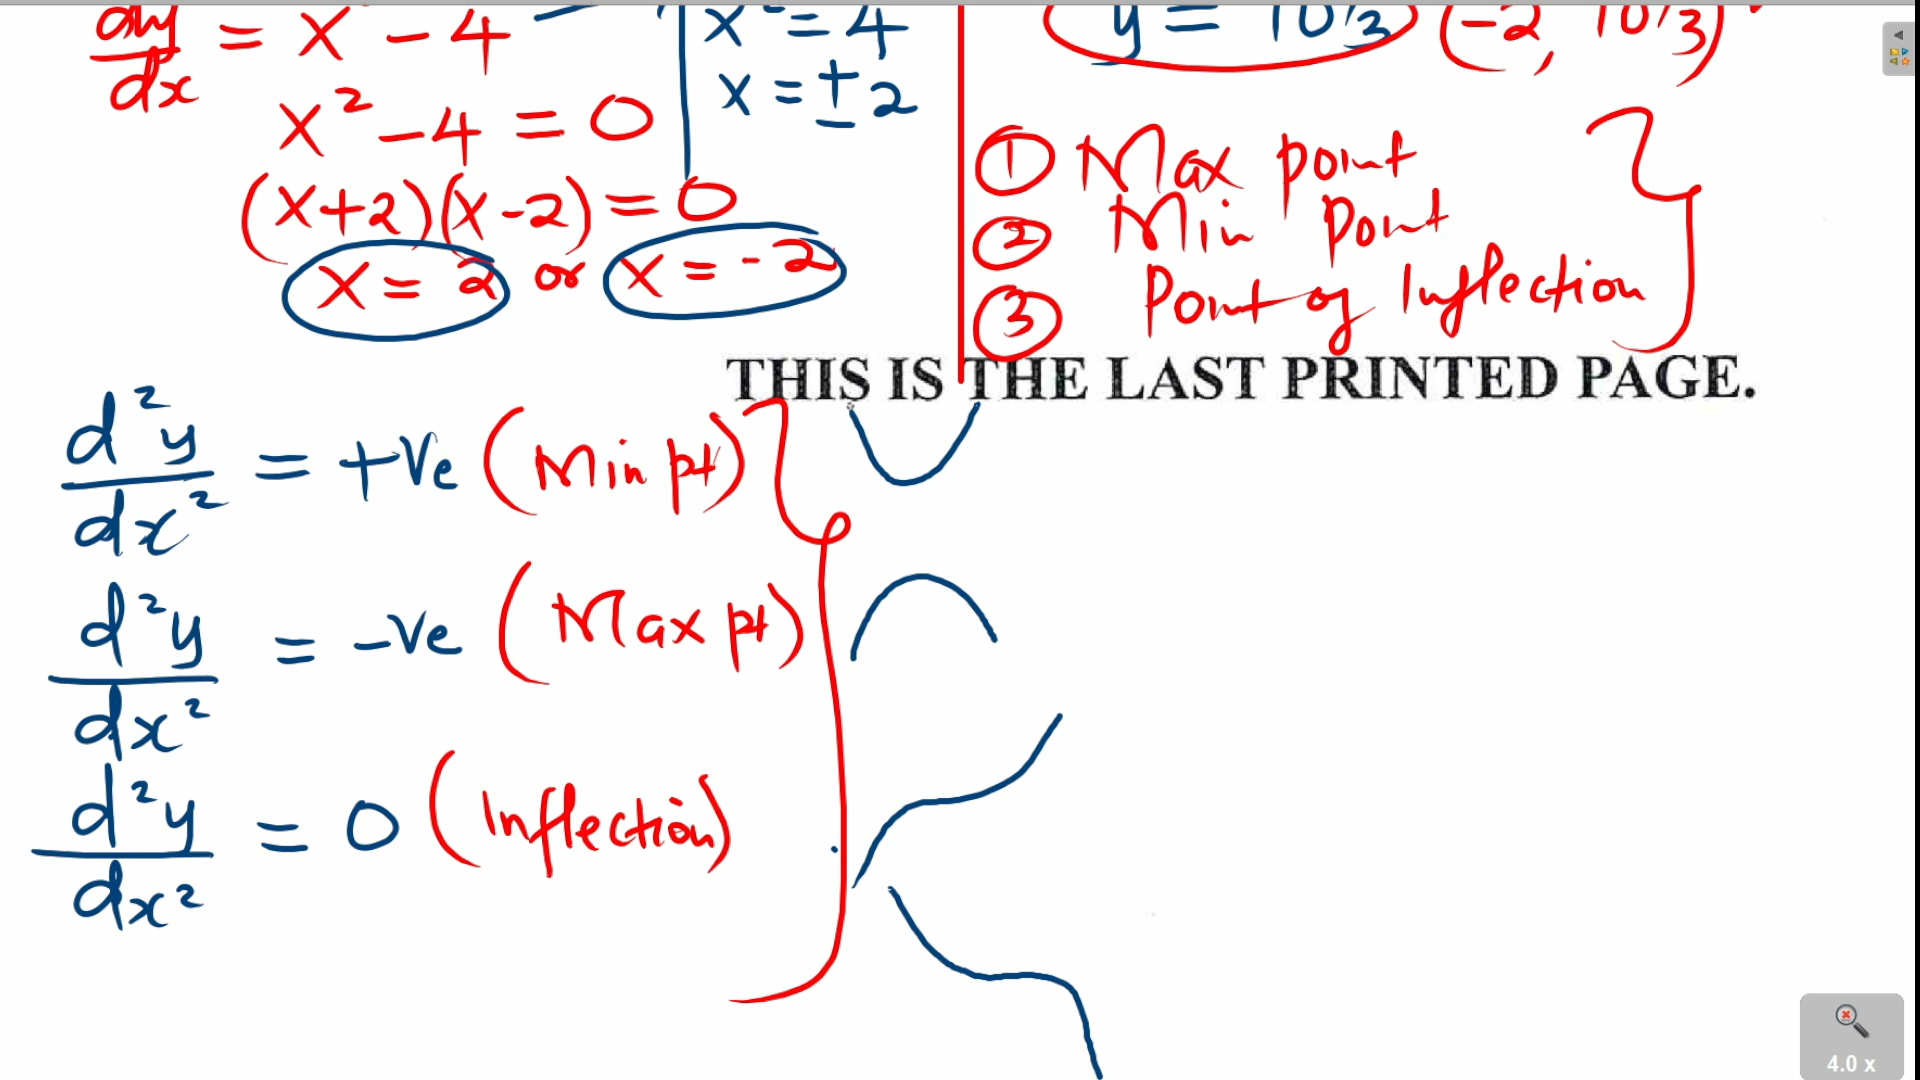 dy/dx = x² - 4
x² - 4 = 0
(x+2)(x-2) = 0
x = 2 or x = -2
x² = 4
x = ±2
y = 10⅓ (-2, 10⅓)
① Max point
② Min point
③ Point of Inflection
THIS IS THE LAST PRINTED PAGE.
d²y/dx² = +ve (Min pt)
d²y/dx² = -ve (Max pt)
d²y/dx² = 0 (Inflection)
4.0 x